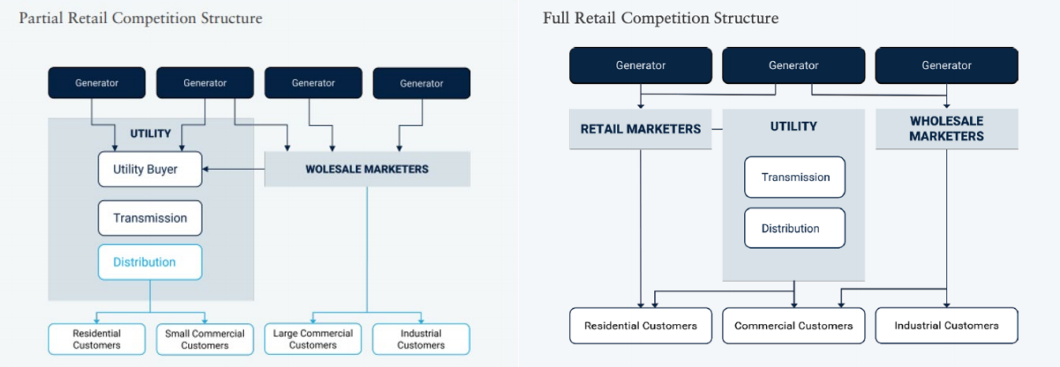 Partial Retail Competition Structure
Generator
Generator
Generator
Generator
UTILITY
Utility Buyer
WOLESALE MARKETERS
Transmission
Distribution
Residential
Customers
Small Commercial
Customers
Large Commercial
Customers
Industrial
Customers
Full Retail Competition Structure
Generator
Generator
Generator
RETAIL MARKETERS
UTILITY
WHOLESALE
MARKETERS
Transmission
Distribution
Residential Customers
Commercial Customers
Industrial Customers